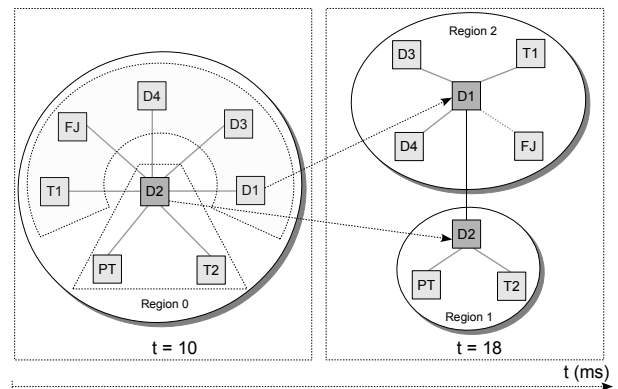 D4
FJ
D3
T1
D2
D1
PT
T2
Region 0
t = 10
Region 2
D3
T1
D1
D4
FJ
D2
PT
T2
Region 1
t = 18
t (ms)